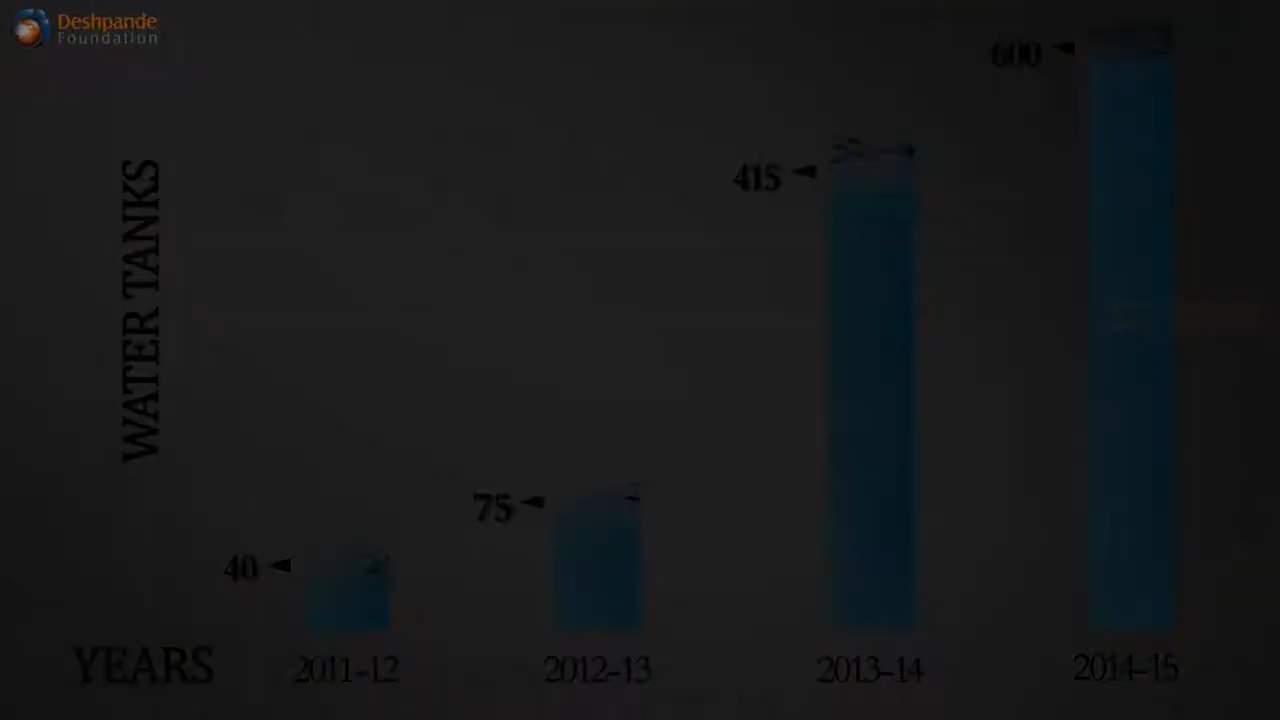 Deshpande
Foundation
600
415
WATER TANKS
75
40
YEARS 2011-12 2012-13 2013-14 2014-15